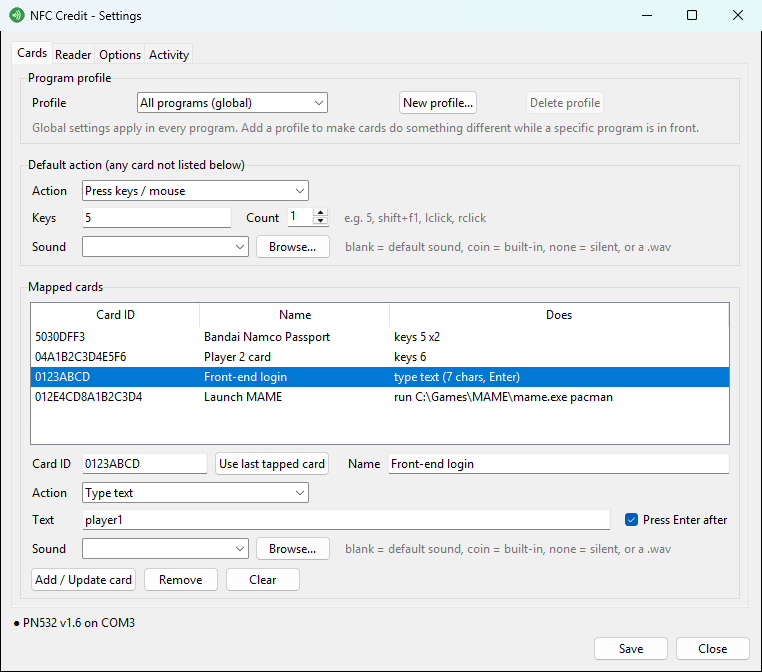 NFC Credit - Settings
Cards Reader Options Activity
Program profile
Profile All programs (global) New profile... Delete profile
Global settings apply in every program. Add a profile to make cards do something different while a specific program is in front.
Default action (any card not listed below)
Action Press keys / mouse
Keys 5 Count 1 e.g. 5, shift+f1, lclick, rclick
Sound Browse... blank = default sound, coin = built-in, none = silent, or a .wav
Mapped cards
Card ID Name Does
5030DFF3 Bandai Namco Passport keys 5 x2
04A1B2C3D4E5F6 Player 2 card keys 6
0123ABCD Front-end login type text (7 chars, Enter)
012E4CD8A1B2C3D4 Launch MAME run C:\Games\MAME\mame.exe pacman
Card ID 0123ABCD Use last tapped card Name Front-end login
Action Type text
Text player1 Press Enter after
Sound Browse... blank = default sound, coin = built-in, none = silent, or a .wav
Add / Update card Remove Clear
● PN532 v1.6 on COM3
Save Close